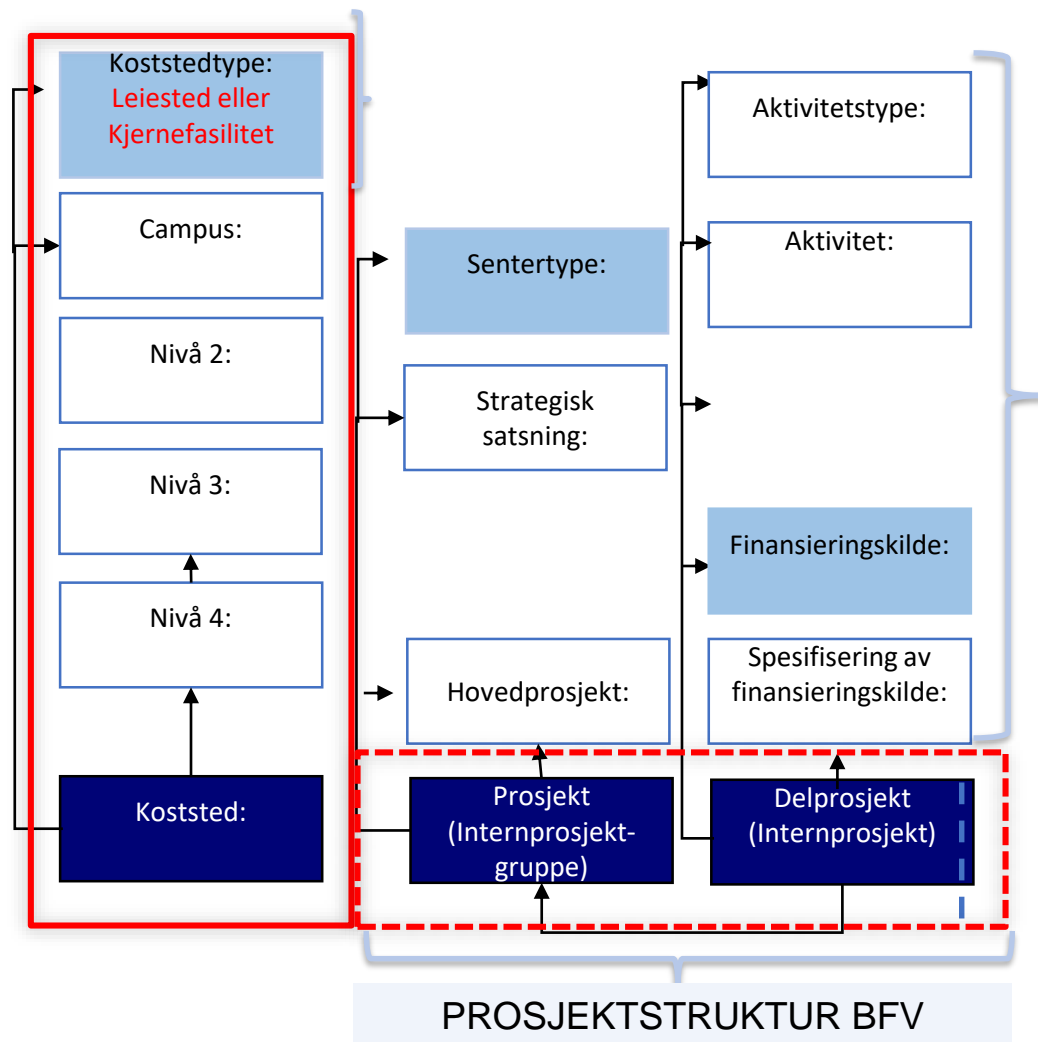 Koststedtype:
Leiested eller
Kjernefasilitet
Campus:
Nivå 2:
Nivå 3:
Nivå 4:
Koststed:
Sentertype:
Strategisk
satsning:
Hovedprosjekt:
Prosjekt
(Internprosjekt-
gruppe)
Aktivitetstype:
Aktivitet:
Finansieringskilde:
Spesifisering av
finansieringskilde:
Delprosjekt
(Internprosjekt)
PROSJEKTSTRUKTUR BFV